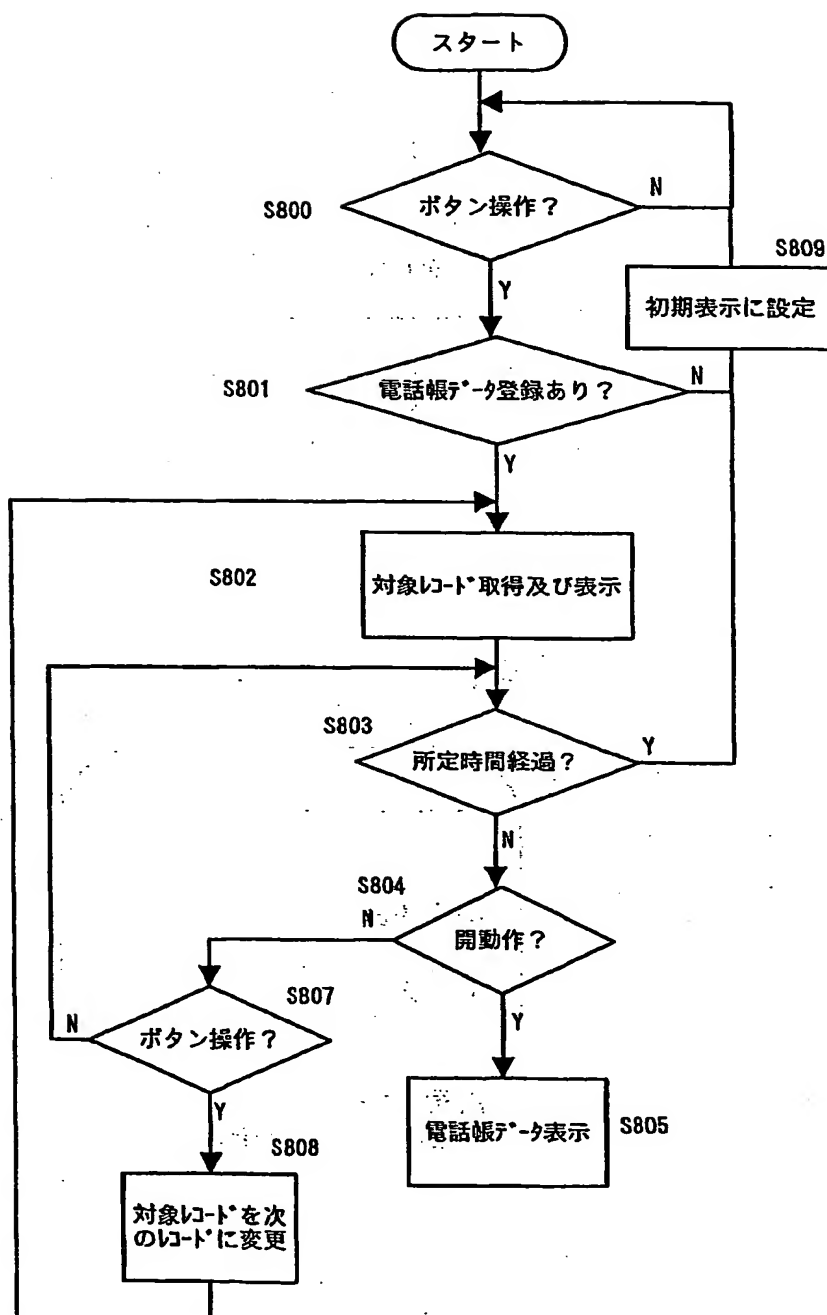 スタート
S800
ボタン操作？
N
Y
S809
初期表示に設定
S801
電話帳ﾃﾞｰﾀ登録あり？
N
Y
S802
対象ﾚｺｰﾄﾞ取得及び表示
S803
所定時間経過？
Y
N
S804
N
開動作？
Y
S807
N
ボタン操作？
Y
S805
電話帳ﾃﾞｰﾀ表示
S808
対象ﾚｺｰﾄﾞを次
のﾚｺｰﾄﾞに変更